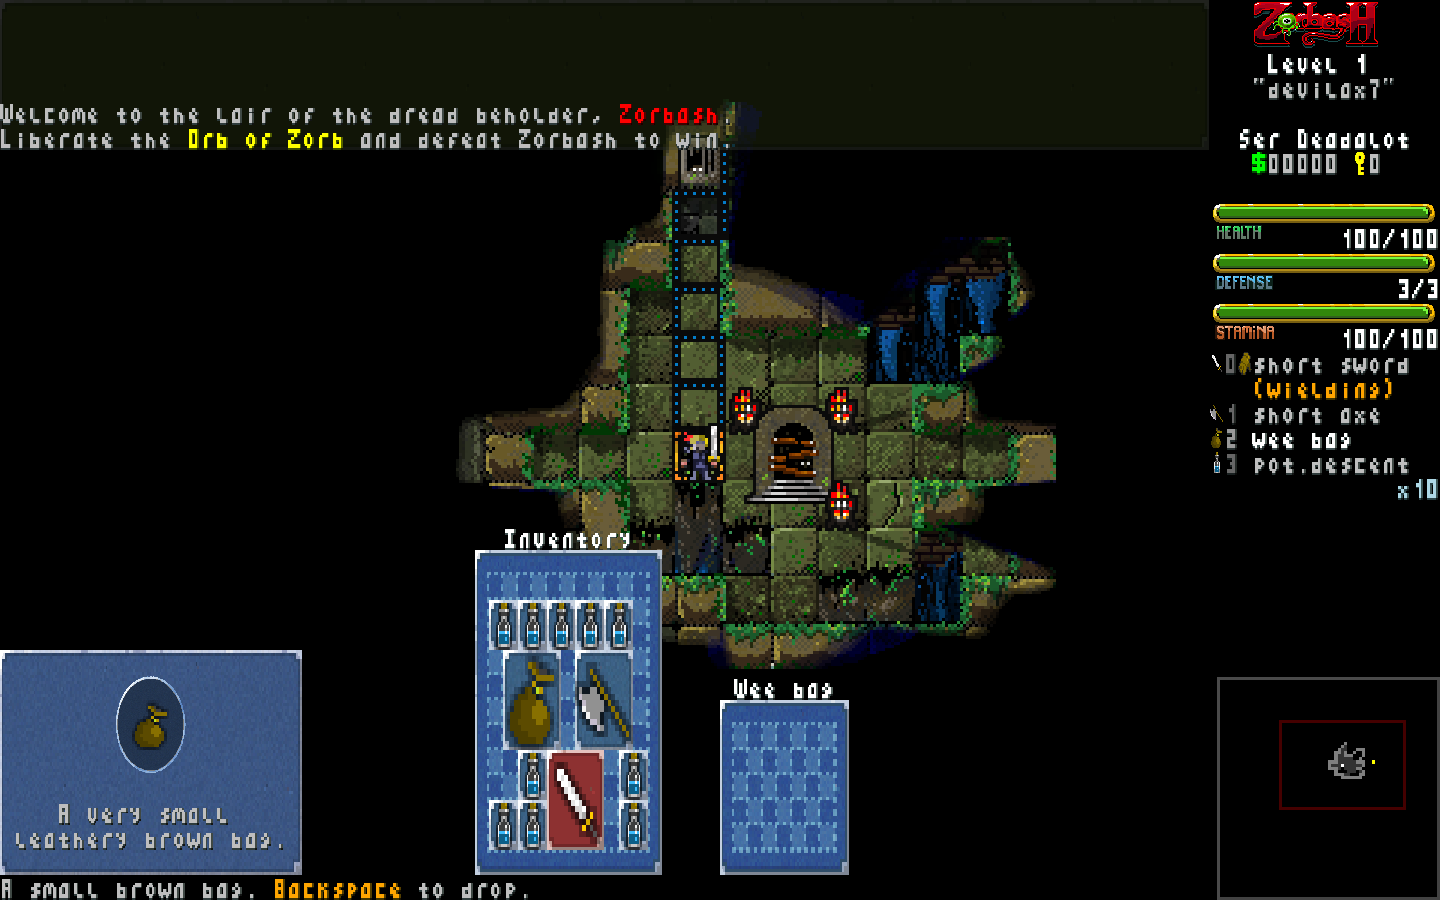 Welcome to the lair of the dread beholder, Zorbash.
Liberate the Orb of Zorb and defeat Zorbash to win.
ZorbasH
Level 1
"devilax7"
Ser Deadalot
$00000 0
HEALTH
100/100
DEFENSE
3/3
STAMINA
100/100
0 short sword
(wielding)
1 short axe
2 wee bag
3 pot.descent
x10
Inventory
Wee bag
A very small
leathery brown bag.
A small brown bag. Backspace to drop.